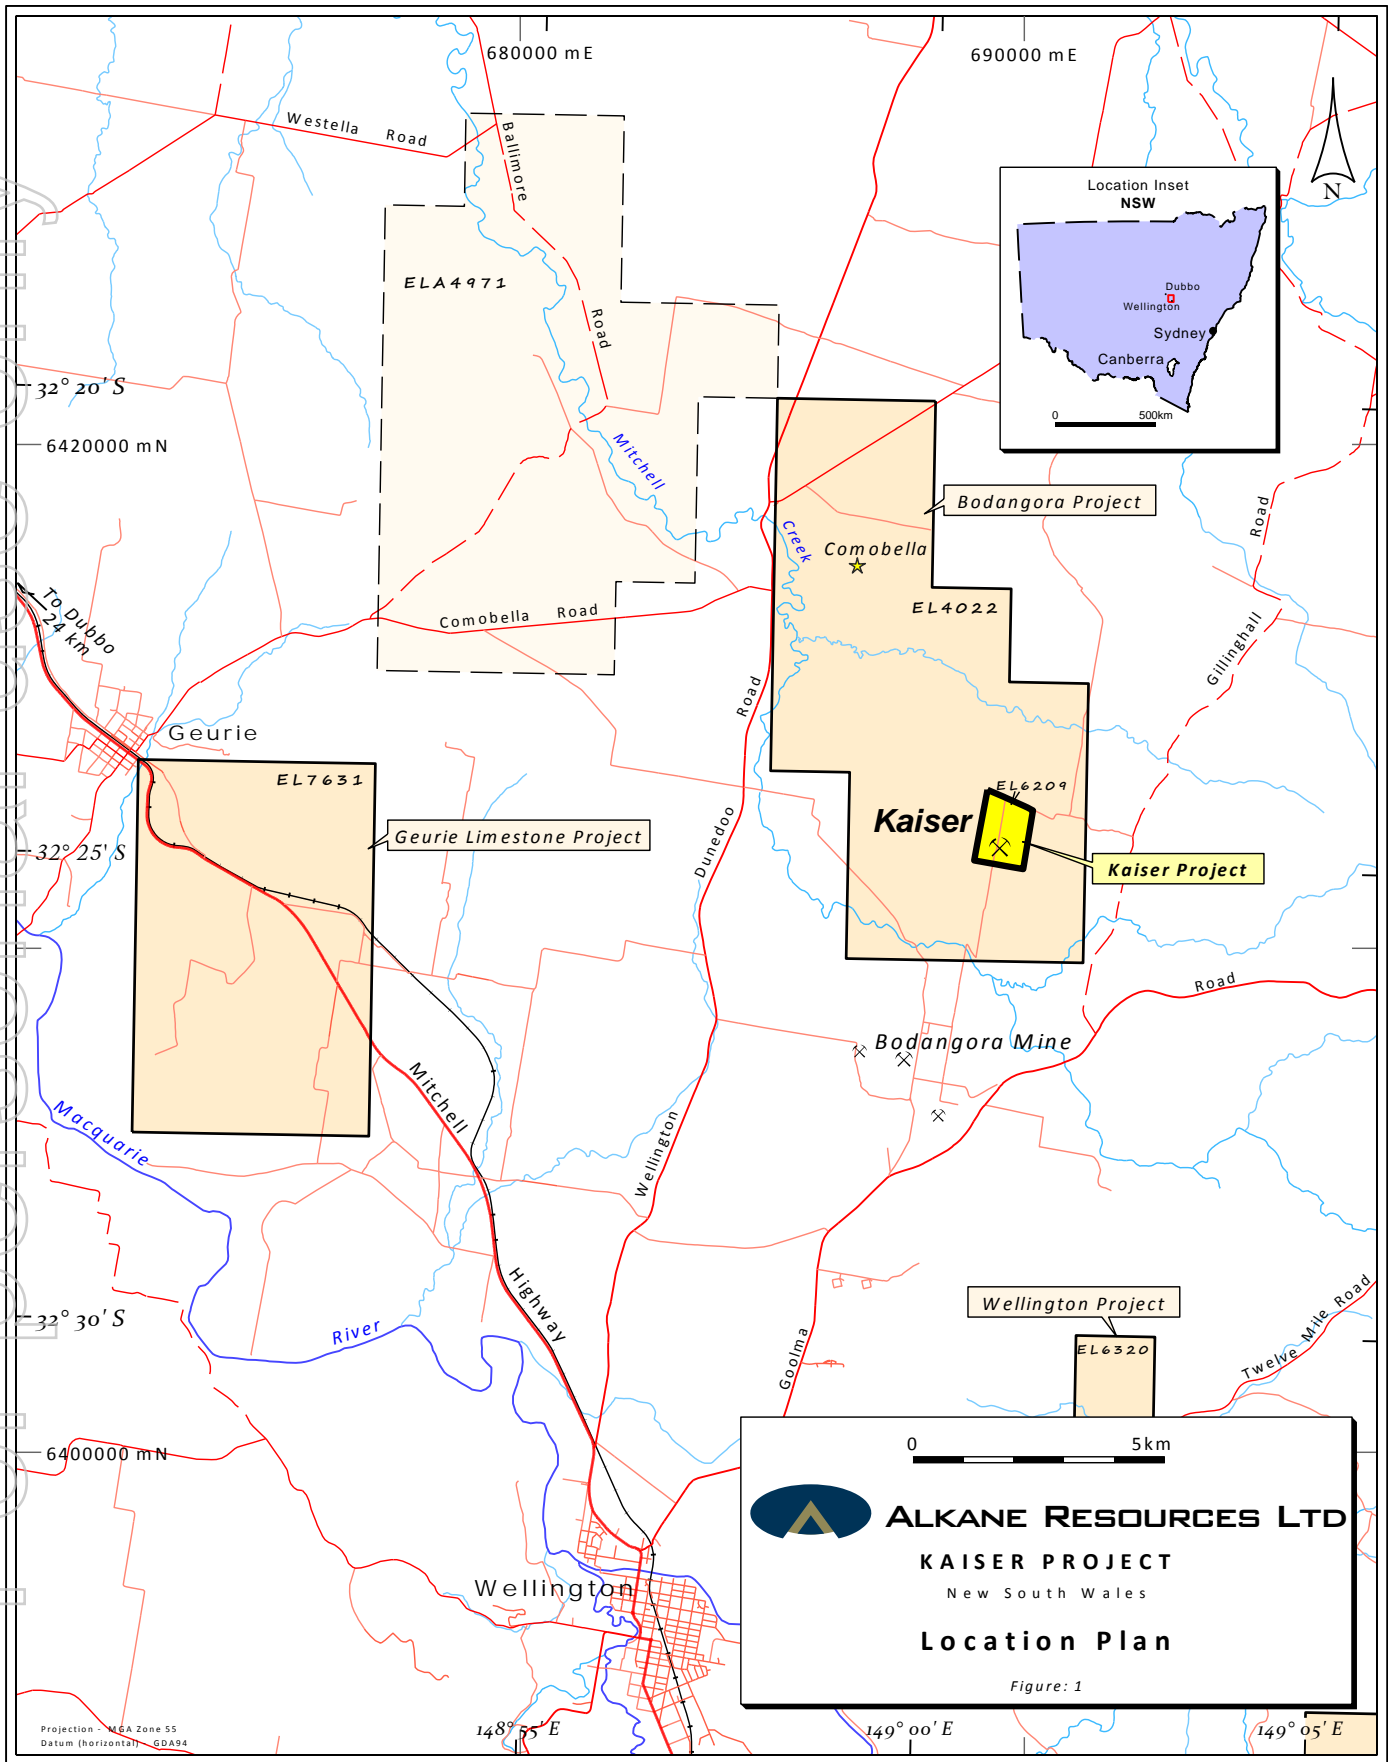 680000 mE
690000 mE
Westella Road
Ballimore
Road
N
Location Inset
NSW
Dubbo
Wellington
Sydney
Canberra
0 500km
ELA4971
32° 20' S
6420000 mN
Mitchell
Creek
Bodangora Project
Comobella
EL4022
Road
Gillinghall
To Dubbo
24 km
Comobella Road
Geurie
EL7631
Geurie Limestone Project
32° 25' S
Road
Dunedoo
Wellington
EL6209
Kaiser
Kaiser Project
Road
Bodangora Mine
Mitchell
Highway
Macquarie
River
32° 30' S
Goolma
Wellington Project
EL6320
Twelve Mile Road
6400000 mN
Wellington
0 5km
ALKANE RESOURCES LTD
KAISER PROJECT
New South Wales
Location Plan
Figure: 1
Projection - MGA Zone 55
Datum (horizontal) - GDA94
148° 55' E
149° 00' E
149° 05' E